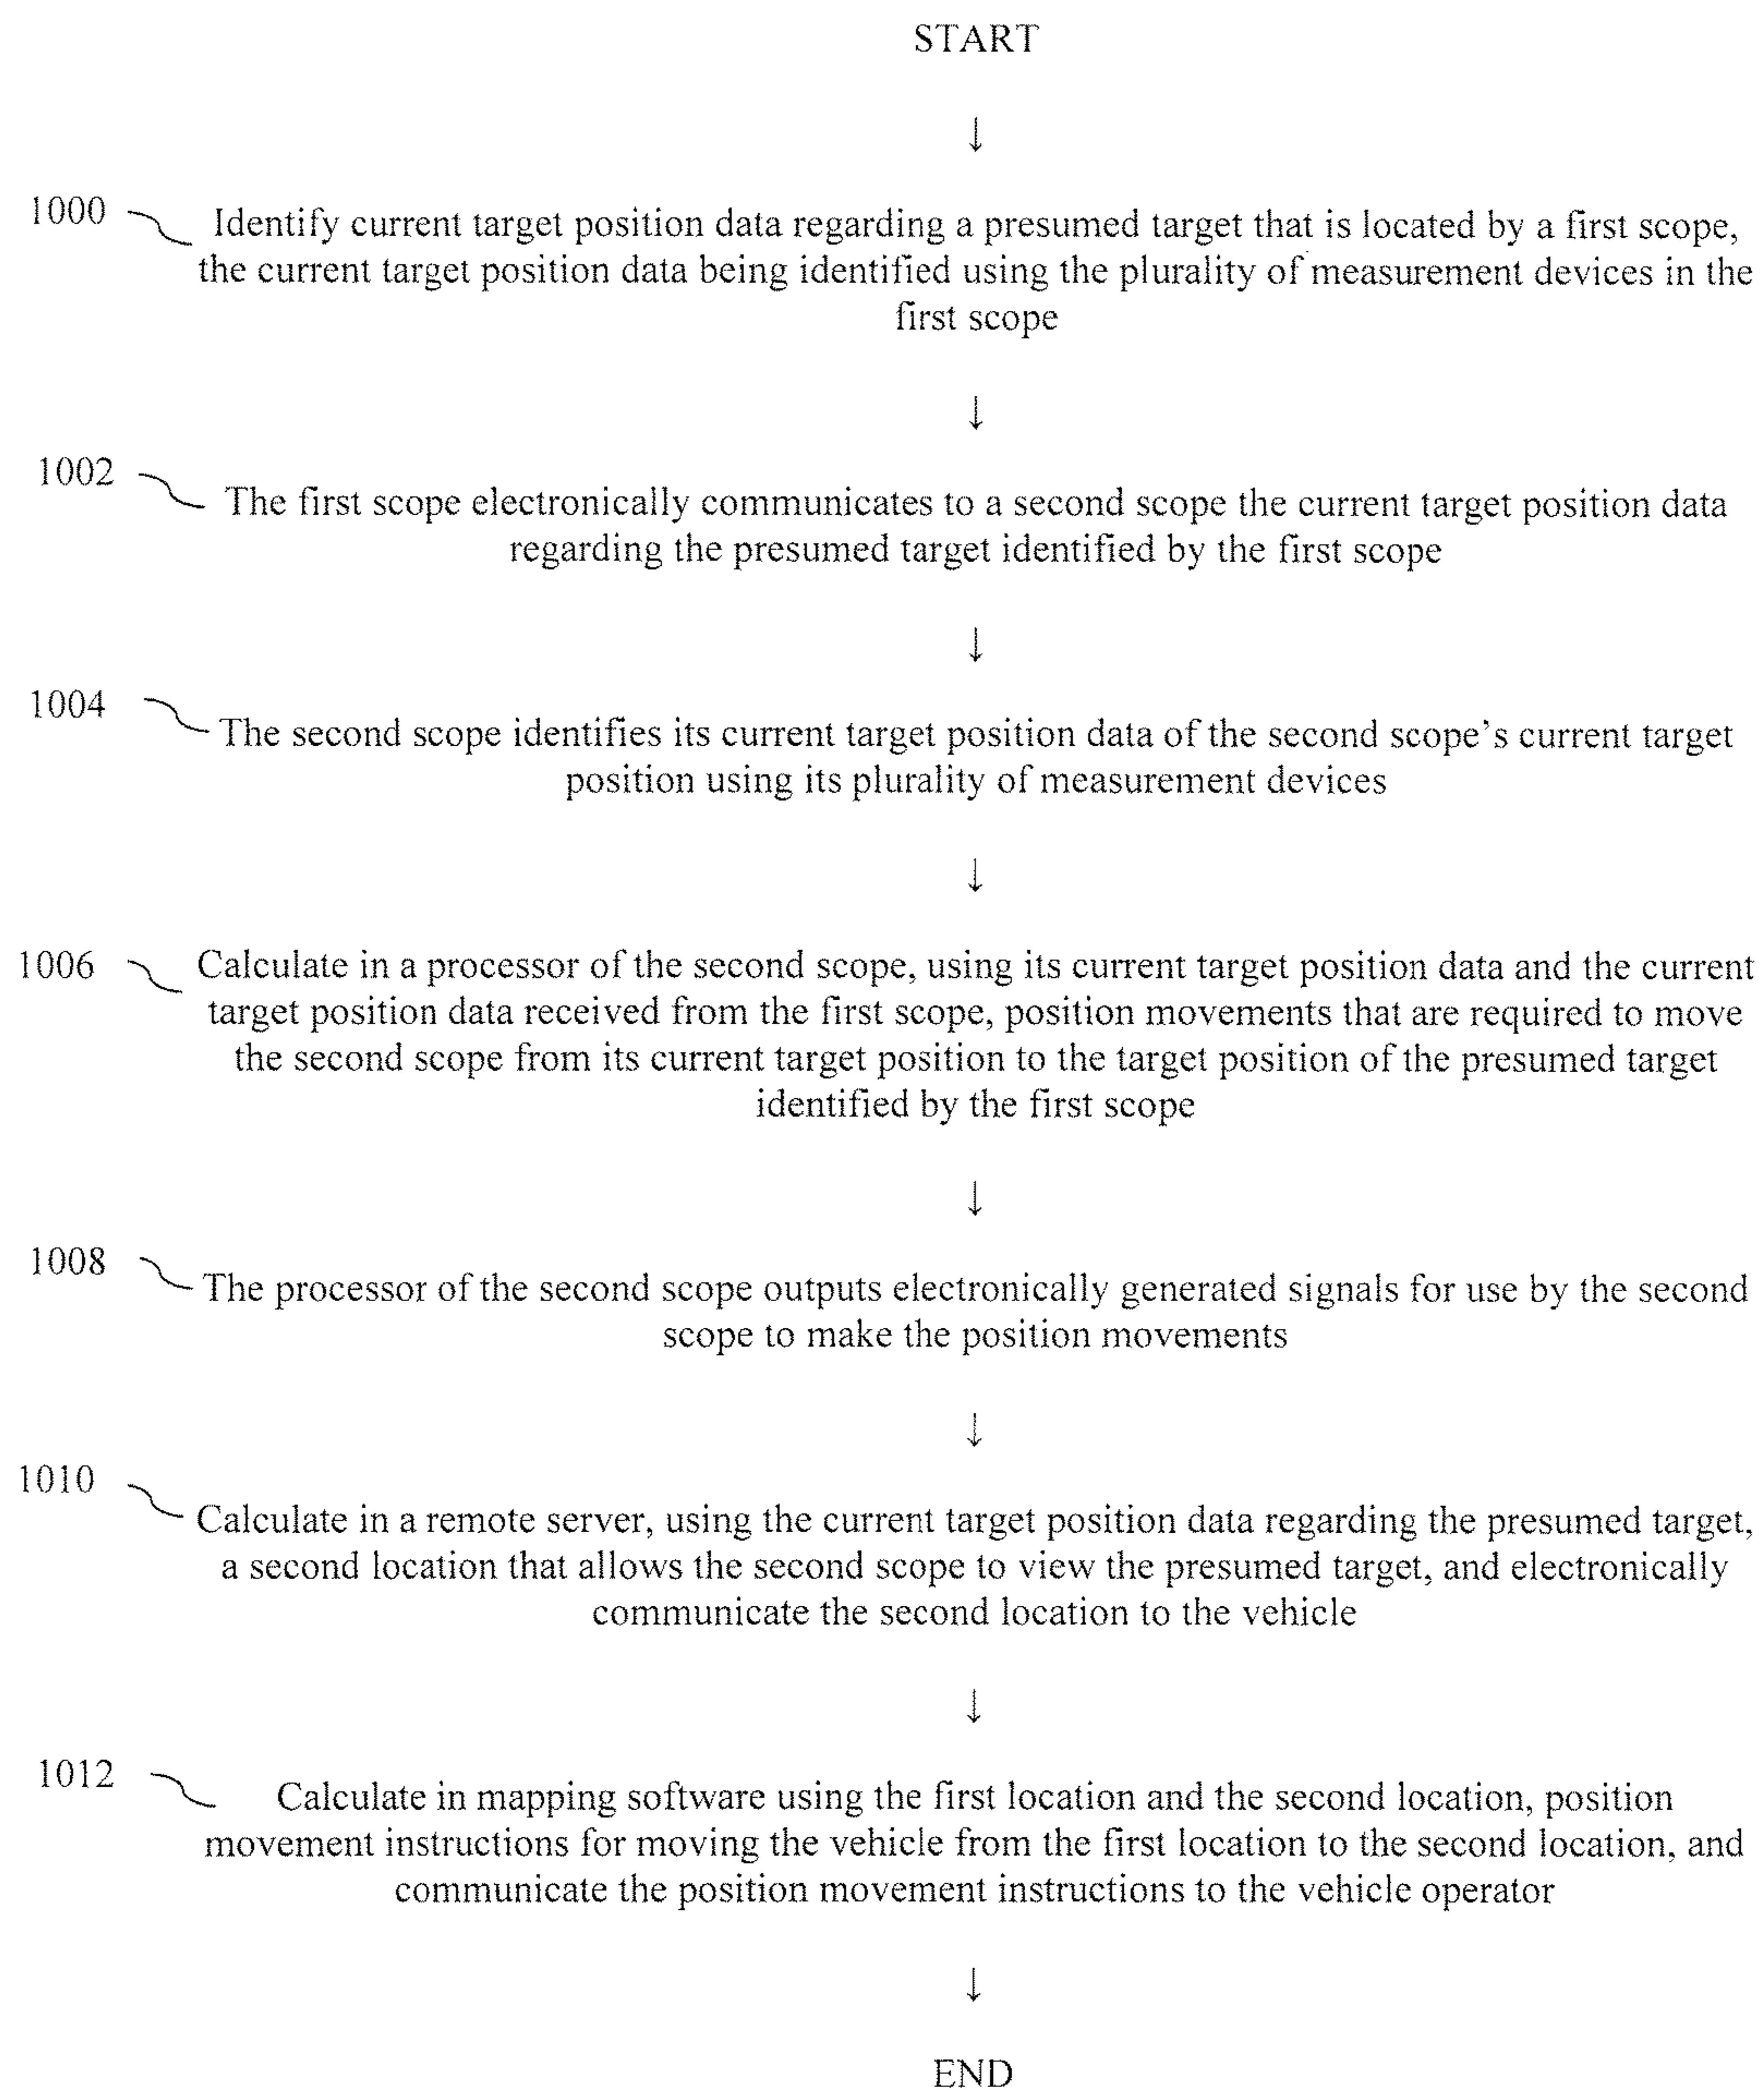 START
↓
1000 Identify current target position data regarding a presumed target that is located by a first scope,
the current target position data being identified using the plurality of measurement devices in the
first scope
↓
1002 The first scope electronically communicates to a second scope the current target position data
regarding the presumed target identified by the first scope
↓
1004 The second scope identifies its current target position data of the second scope's current target
position using its plurality of measurement devices
↓
1006 Calculate in a processor of the second scope, using its current target position data and the current
target position data received from the first scope, position movements that are required to move
the second scope from its current target position to the target position of the presumed target
identified by the first scope
↓
1008 The processor of the second scope outputs electronically generated signals for use by the second
scope to make the position movements
↓
1010 Calculate in a remote server, using the current target position data regarding the presumed target,
a second location that allows the second scope to view the presumed target, and electronically
communicate the second location to the vehicle
↓
1012 Calculate in mapping software using the first location and the second location, position
movement instructions for moving the vehicle from the first location to the second location, and
communicate the position movement instructions to the vehicle operator
↓
END